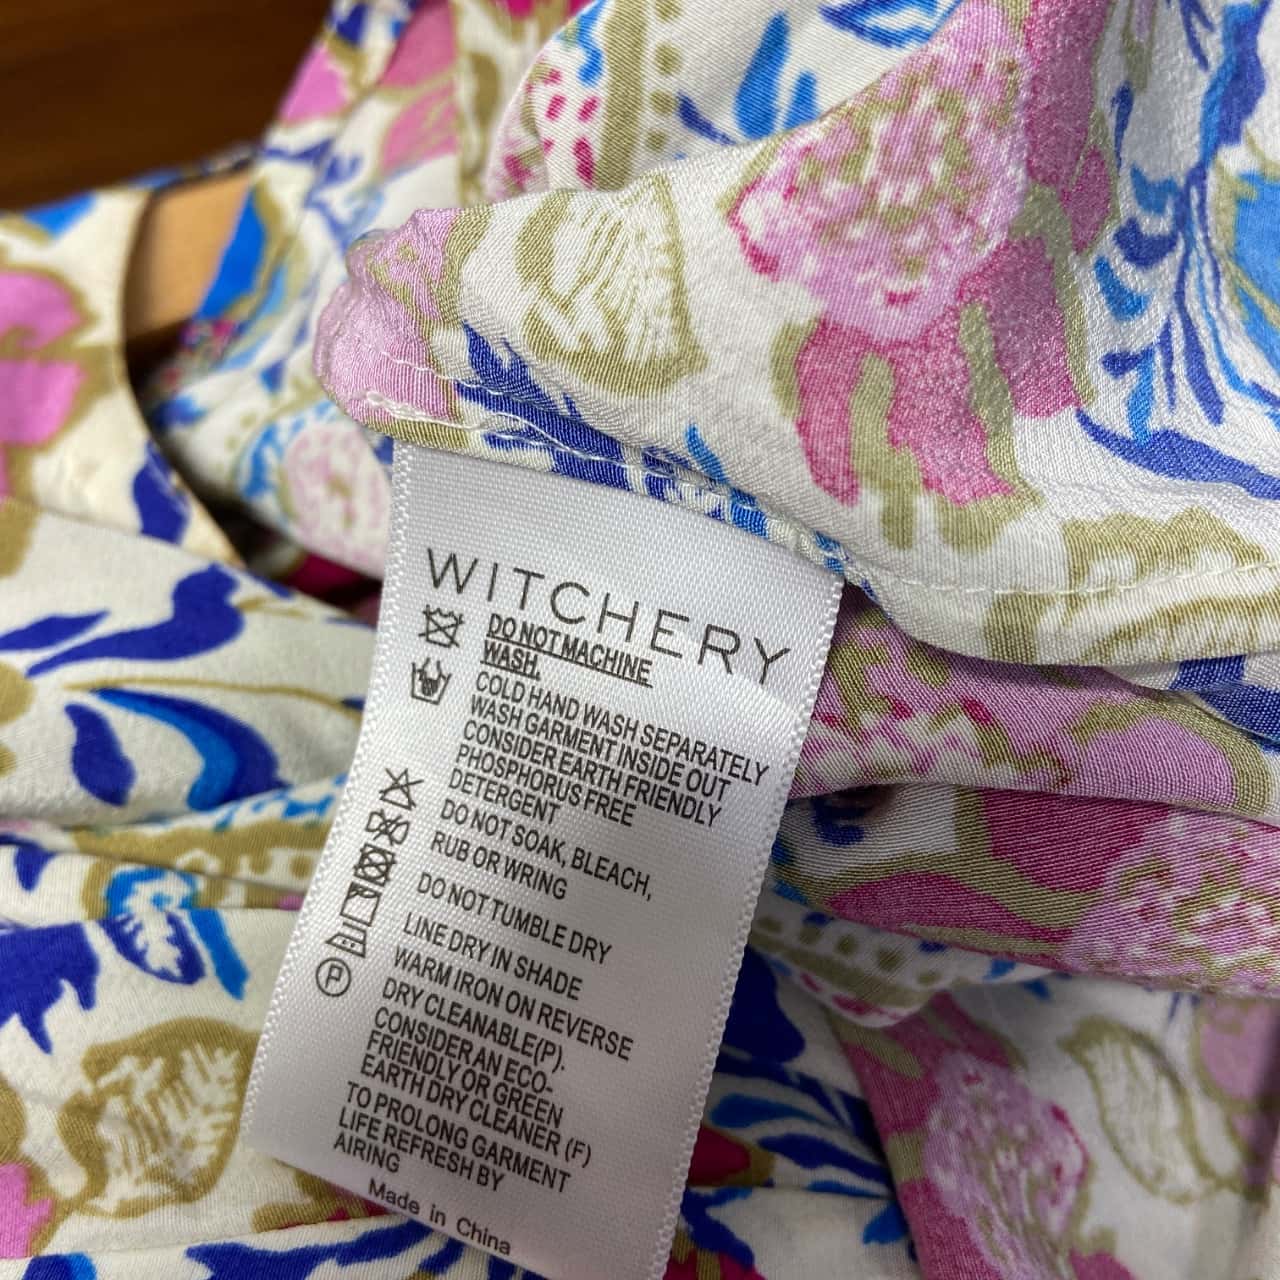 WITCHERY
DO NOT MACHINE
WASH.
COLD HAND WASH SEPARATELY
WASH GARMENT INSIDE OUT
CONSIDER EARTH FRIENDLY
PHOSPHORUS FREE
DETERGENT
DO NOT SOAK, BLEACH,
RUB OR WRING
DO NOT TUMBLE DRY
LINE DRY IN SHADE
WARM IRON ON REVERSE
DRY CLEANABLE(P).
CONSIDER AN ECO-
FRIENDLY OR GREEN
EARTH DRY CLEANER (F)
TO PROLONG GARMENT
LIFE REFRESH BY
AIRING
P
Made in China